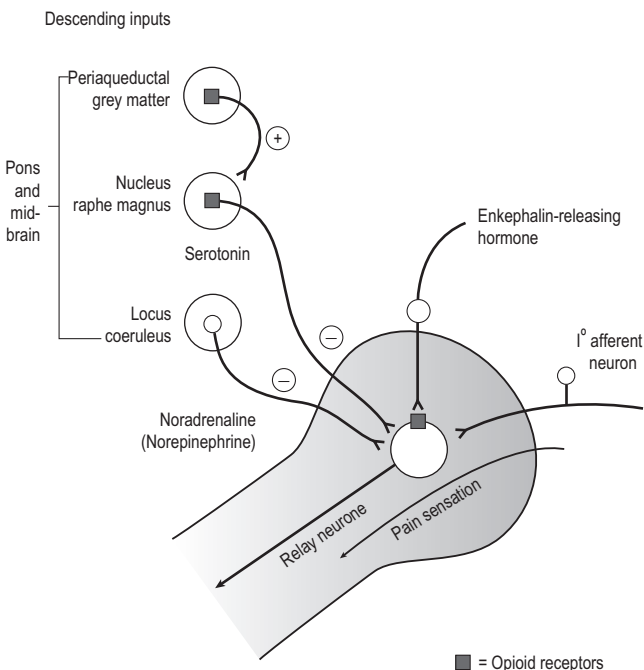 Descending inputs
Periaqueductal
grey matter
+
Pons
and
mid-
brain
Nucleus
raphe magnus
Serotonin
Enkephalin-releasing
hormone
Locus
coeruleus
−
I° afferent
neuron
−
Noradrenaline
(Norepinephrine)
Relay neurone
Pain sensation
= Opioid receptors